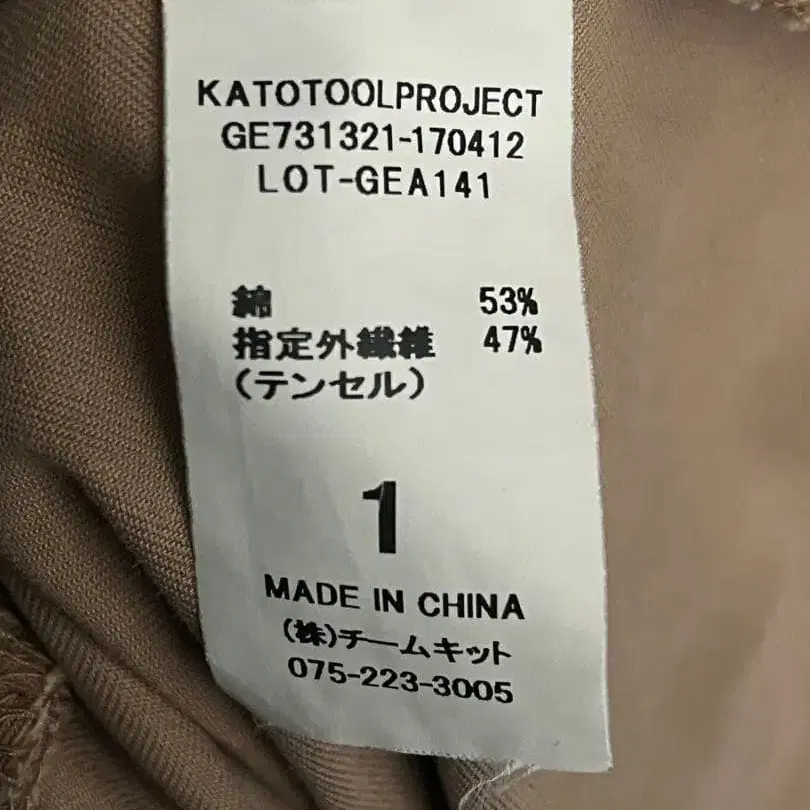 KATOTOOLPROJECT
GE731321-170412
LOT-GEA141
綿 53%
指定外繊維 47%
(テンセル)
1
MADE IN CHINA
(株)チームキット
075-223-3005